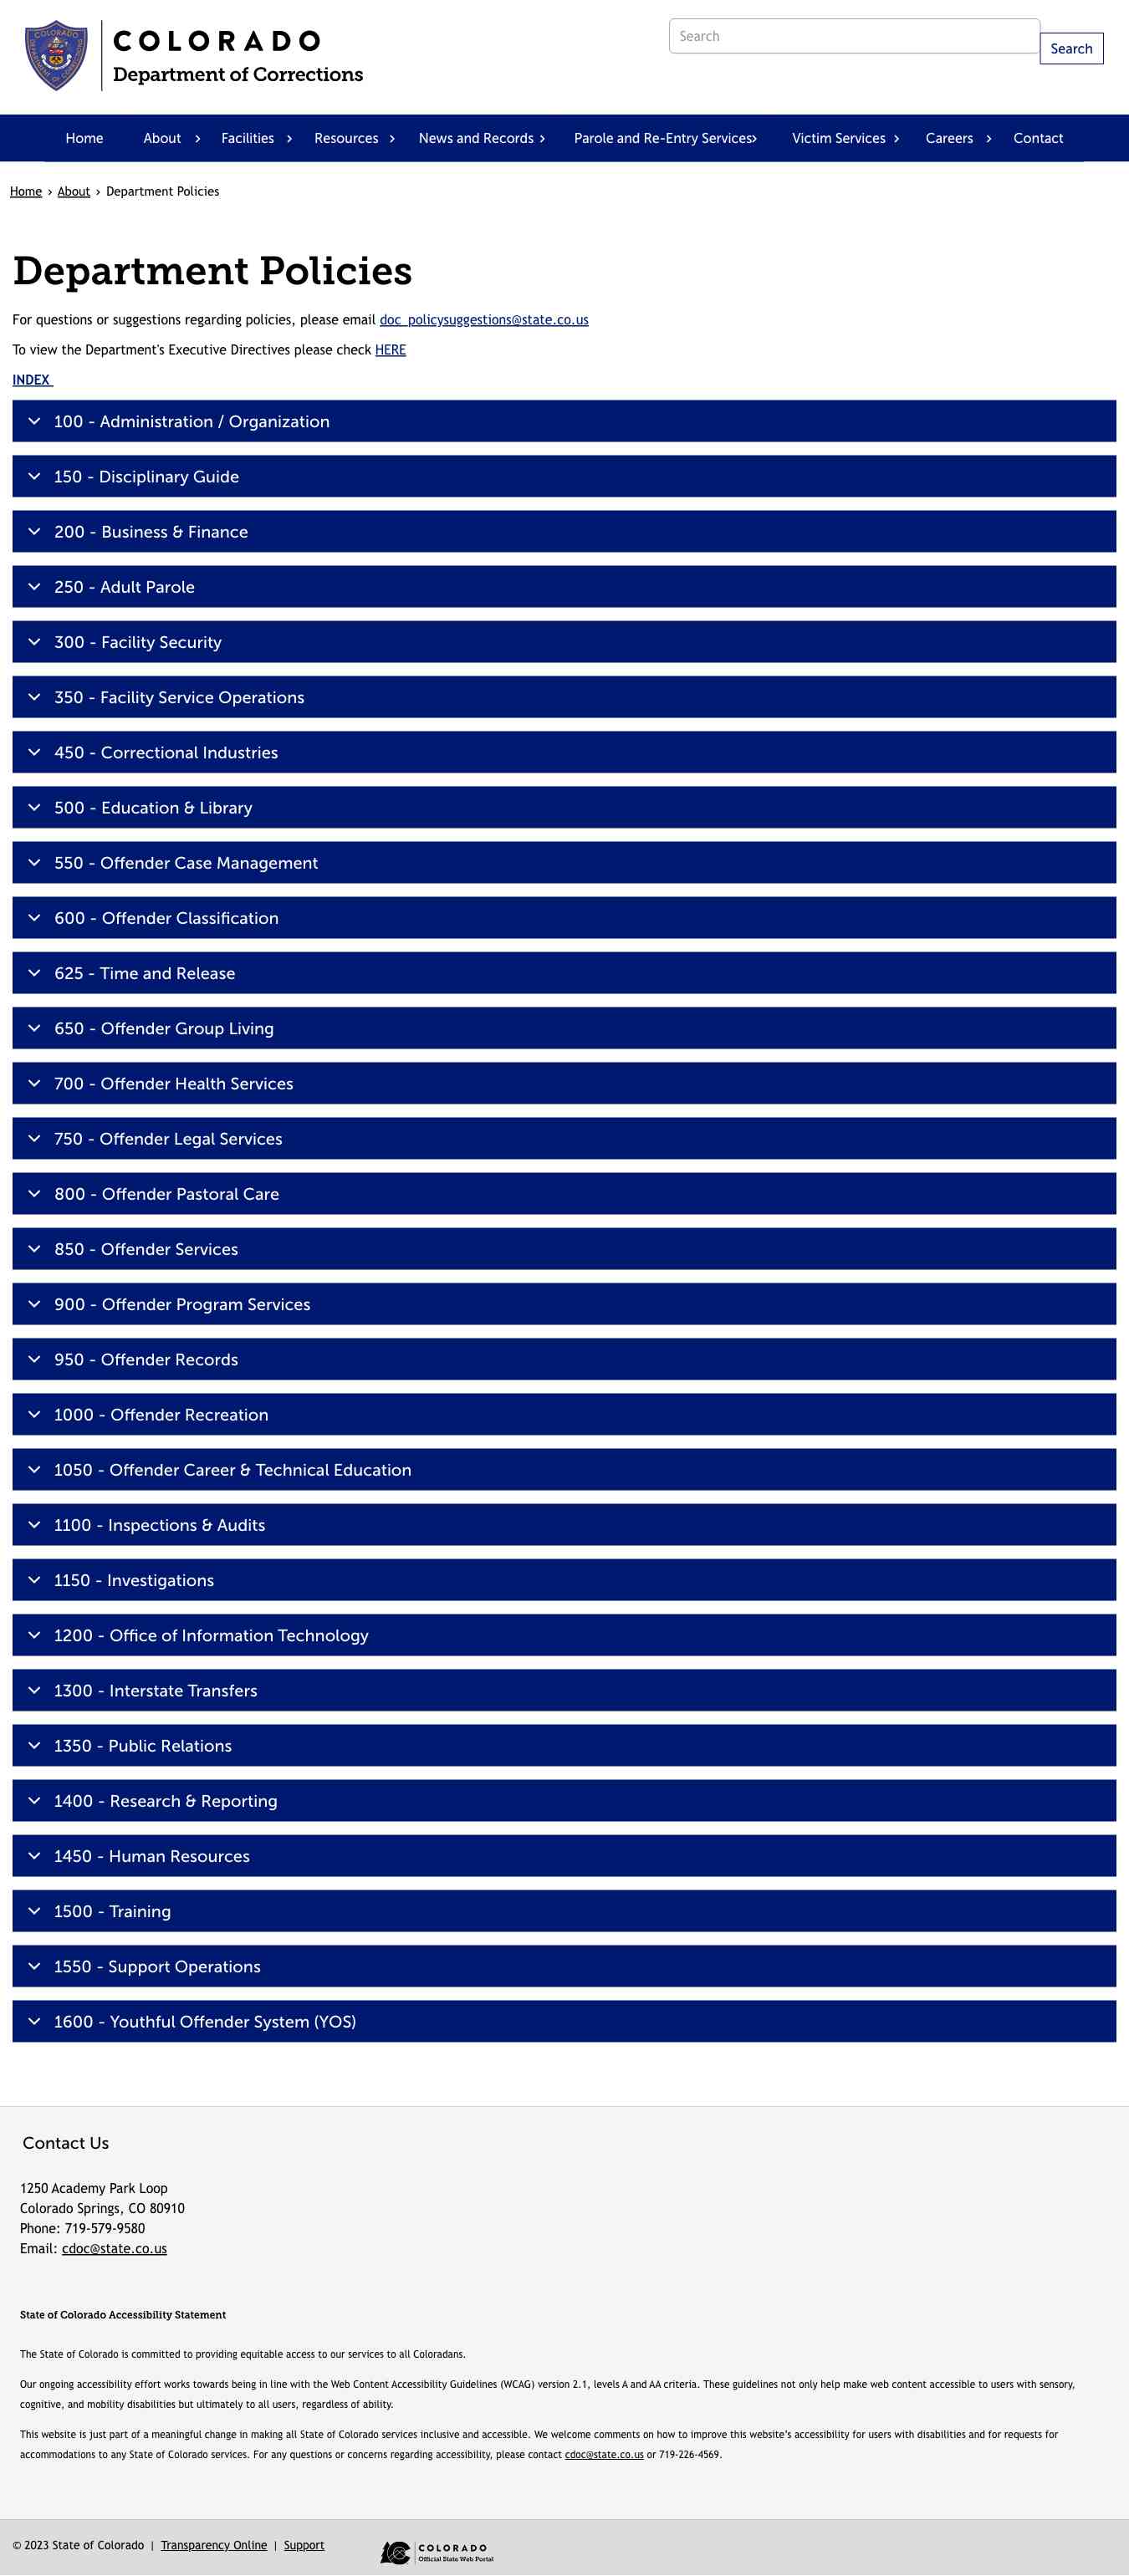 COLORADO
Department of Corrections
Search
Search
Home About Facilities Resources News and Records Parole and Re-Entry Services Victim Services Careers Contact
Home › About › Department Policies
Department Policies
For questions or suggestions regarding policies, please email doc_policysuggestions@state.co.us
To view the Department's Executive Directives please check HERE
INDEX
100 - Administration / Organization
150 - Disciplinary Guide
200 - Business & Finance
250 - Adult Parole
300 - Facility Security
350 - Facility Service Operations
450 - Correctional Industries
500 - Education & Library
550 - Offender Case Management
600 - Offender Classification
625 - Time and Release
650 - Offender Group Living
700 - Offender Health Services
750 - Offender Legal Services
800 - Offender Pastoral Care
850 - Offender Services
900 - Offender Program Services
950 - Offender Records
1000 - Offender Recreation
1050 - Offender Career & Technical Education
1100 - Inspections & Audits
1150 - Investigations
1200 - Office of Information Technology
1300 - Interstate Transfers
1350 - Public Relations
1400 - Research & Reporting
1450 - Human Resources
1500 - Training
1550 - Support Operations
1600 - Youthful Offender System (YOS)
Contact Us
1250 Academy Park Loop
Colorado Springs, CO 80910
Phone: 719-579-9580
Email: cdoc@state.co.us
State of Colorado Accessibility Statement
The State of Colorado is committed to providing equitable access to our services to all Coloradans.
Our ongoing accessibility effort works towards being in line with the Web Content Accessibility Guidelines (WCAG) version 2.1, levels A and AA criteria. These guidelines not only help make web content accessible to users with sensory,
cognitive, and mobility disabilities but ultimately to all users, regardless of ability.
This website is just part of a meaningful change in making all State of Colorado services inclusive and accessible. We welcome comments on how to improve this website's accessibility for users with disabilities and for requests for
accommodations to any State of Colorado services. For any questions or concerns regarding accessibility, please contact cdoc@state.co.us or 719-226-4569.
© 2023 State of Colorado | Transparency Online | Support
COLORADO
Official State Web Portal